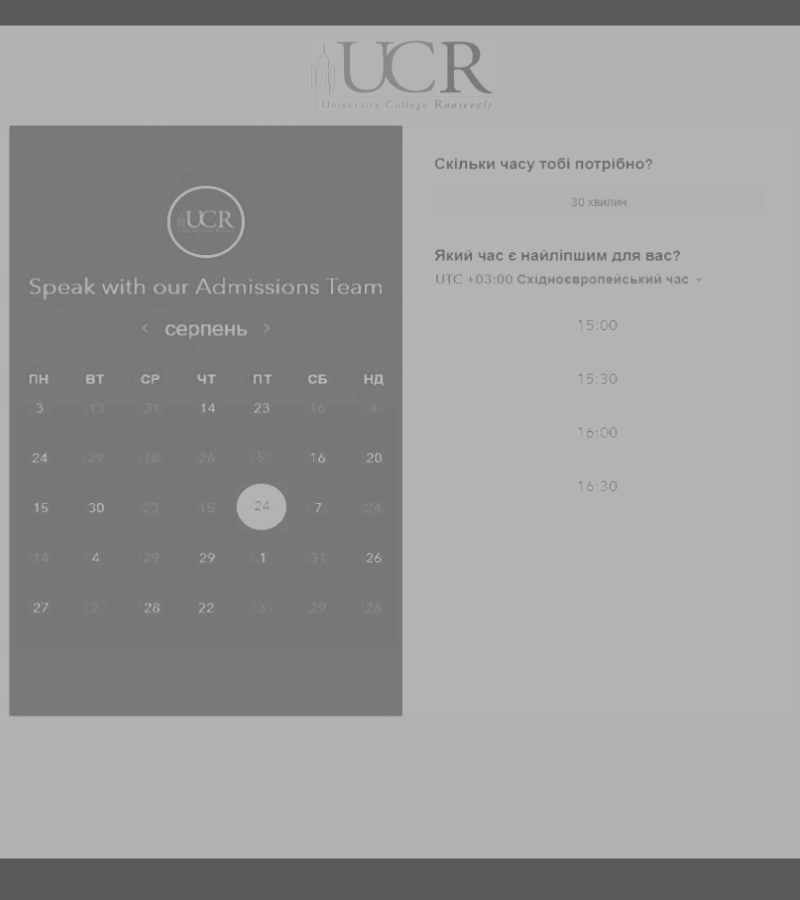 UCR
University College Roosevelt
UCR
Speak with our Admissions Team
серпень
ПН ВТ СР ЧТ ПТ СБ НД
3 13 31 14 23 16 4
24 29 18 26 5 16 20
15 30 23 15 24 7 24
14 4 29 29 1 31 26
27 2 28 22 31 29 26
Скільки часу тобі потрібно?
30 хвилин
Який час є найліпшим для вас?
UTC +03:00 Східноєвропейський час
15:00
15:30
16:00
16:30